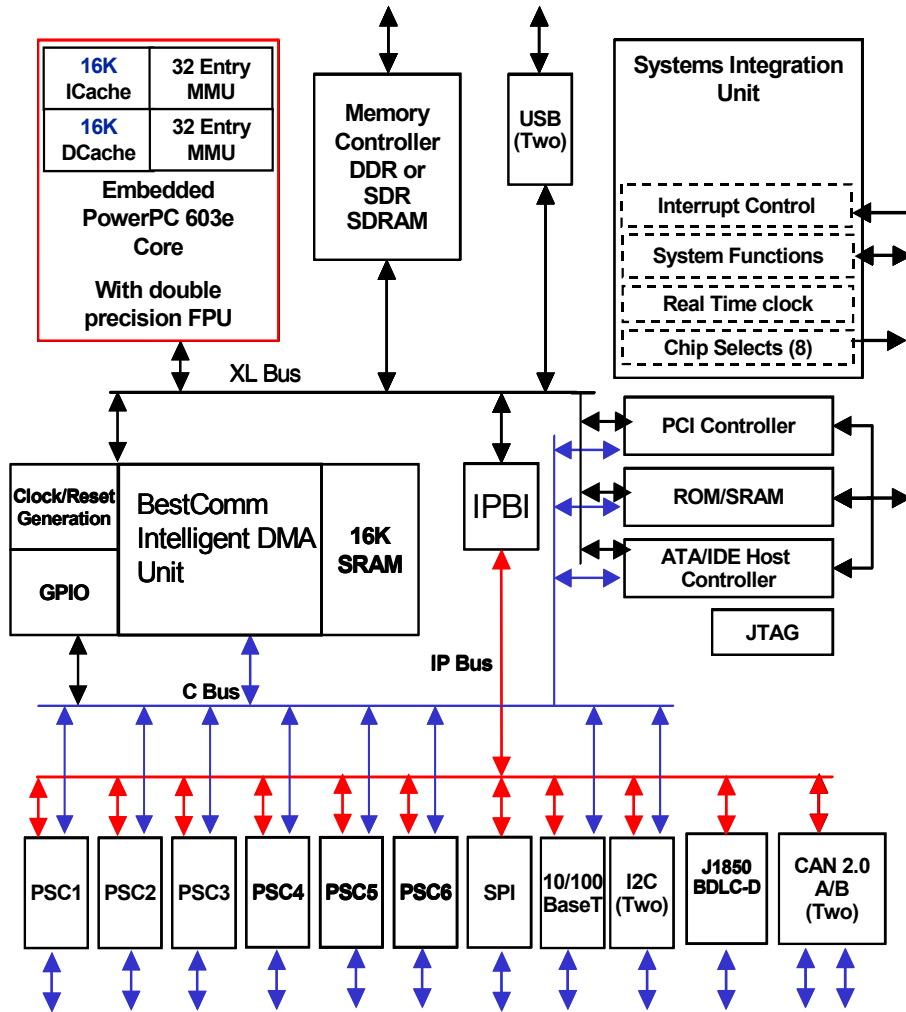 16K
ICache
32 Entry
MMU
16K
DCache
32 Entry
MMU
Embedded
PowerPC 603e
Core
With double
precision FPU
Memory
Controller
DDR or
SDR
SDRAM
USB
(Two)
Systems Integration
Unit
Interrupt Control
System Functions
Real Time clock
Chip Selects (8)
XL Bus
PCI Controller
ROM/SRAM
ATA/IDE Host
Controller
JTAG
Clock/Reset
Generation
GPIO
BestComm
Intelligent DMA
Unit
16K
SRAM
IPBI
IP Bus
C Bus
PSC1
PSC2
PSC3
PSC4
PSC5
PSC6
SPI
10/100
BaseT
I2C
(Two)
J1850
BDLC-D
CAN 2.0
A/B
(Two)